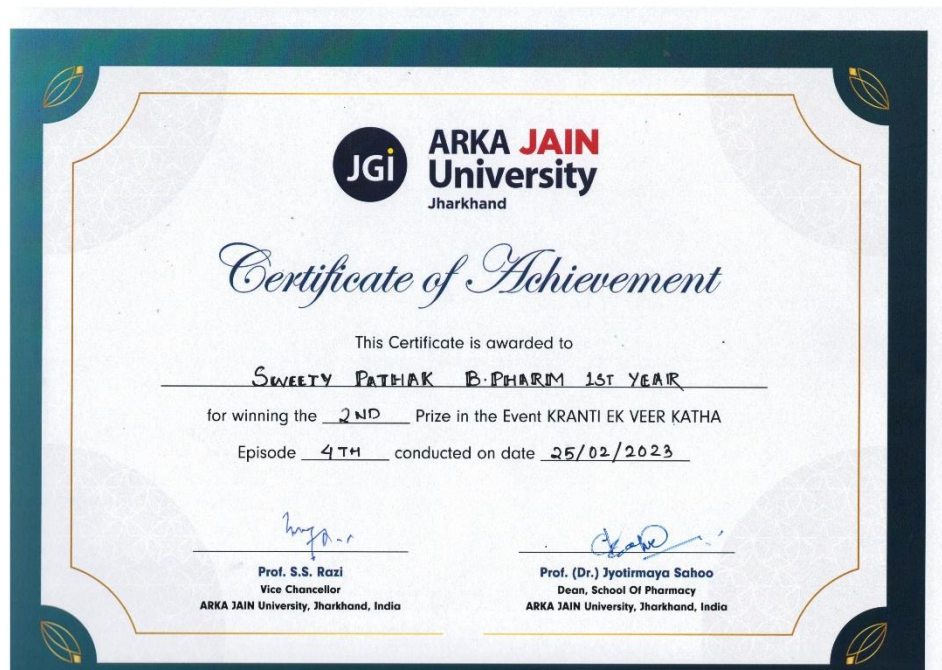 JGi
ARKA JAIN
University
Jharkhand
Certificate of Achievement
This Certificate is awarded to
SWEETY PATHAK B.PHARM 1ST YEAR
for winning the 2ND Prize in the Event KRANTI EK VEER KATHA
Episode 4TH conducted on date 25/02/2023
Prof. S.S. Razi
Vice Chancellor
ARKA JAIN University, Jharkhand, India
Prof. (Dr.) Jyotirmaya Sahoo
Dean, School Of Pharmacy
ARKA JAIN University, Jharkhand, India